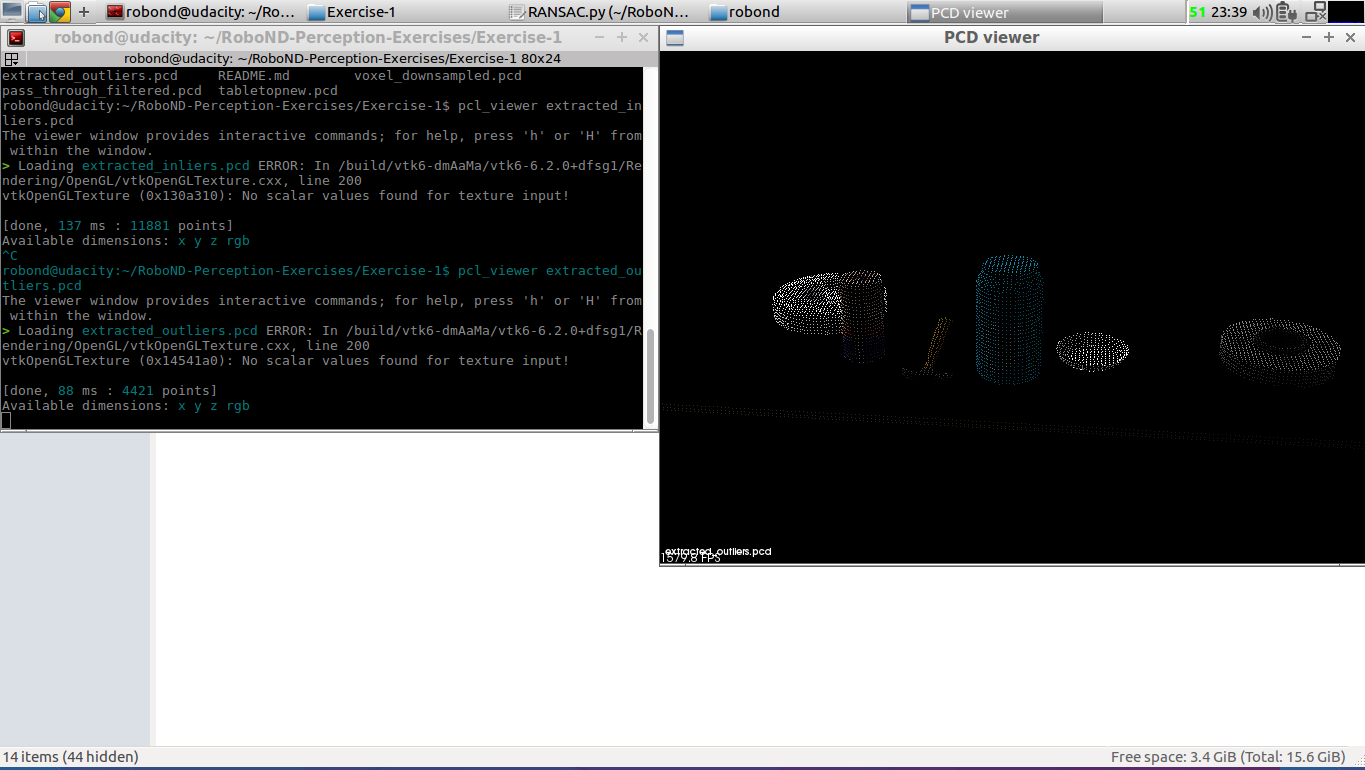 robond@udacity: ~/Ro...
Exercise-1
RANSAC.py (~/RoboN...
robond
PCD viewer
51 23:39
robond@udacity: ~/RoboND-Perception-Exercises/Exercise-1
robond@udacity: ~/RoboND-Perception-Exercises/Exercise-1 80x24
extracted_outliers.pcd     README.md        voxel_downsampled.pcd
pass_through_filtered.pcd  tabletopnew.pcd
robond@udacity:~/RoboND-Perception-Exercises/Exercise-1$ pcl_viewer extracted_in
liers.pcd
The viewer window provides interactive commands; for help, press 'h' or 'H' from
 within the window.
> Loading extracted_inliers.pcd ERROR: In /build/vtk6-dmAaMa/vtk6-6.2.0+dfsg1/Re
ndering/OpenGL/vtkOpenGLTexture.cxx, line 200
vtkOpenGLTexture (0x130a310): No scalar values found for texture input!
[done, 137 ms : 11881 points]
Available dimensions: x y z rgb
^C
robond@udacity:~/RoboND-Perception-Exercises/Exercise-1$ pcl_viewer extracted_ou
tliers.pcd
The viewer window provides interactive commands; for help, press 'h' or 'H' from
 within the window.
> Loading extracted_outliers.pcd ERROR: In /build/vtk6-dmAaMa/vtk6-6.2.0+dfsg1/R
endering/OpenGL/vtkOpenGLTexture.cxx, line 200
vtkOpenGLTexture (0x14541a0): No scalar values found for texture input!
[done, 88 ms : 4421 points]
Available dimensions: x y z rgb
PCD viewer
extracted_outliers.pcd
1579.8 FPS
14 items (44 hidden)
Free space: 3.4 GiB (Total: 15.6 GiB)